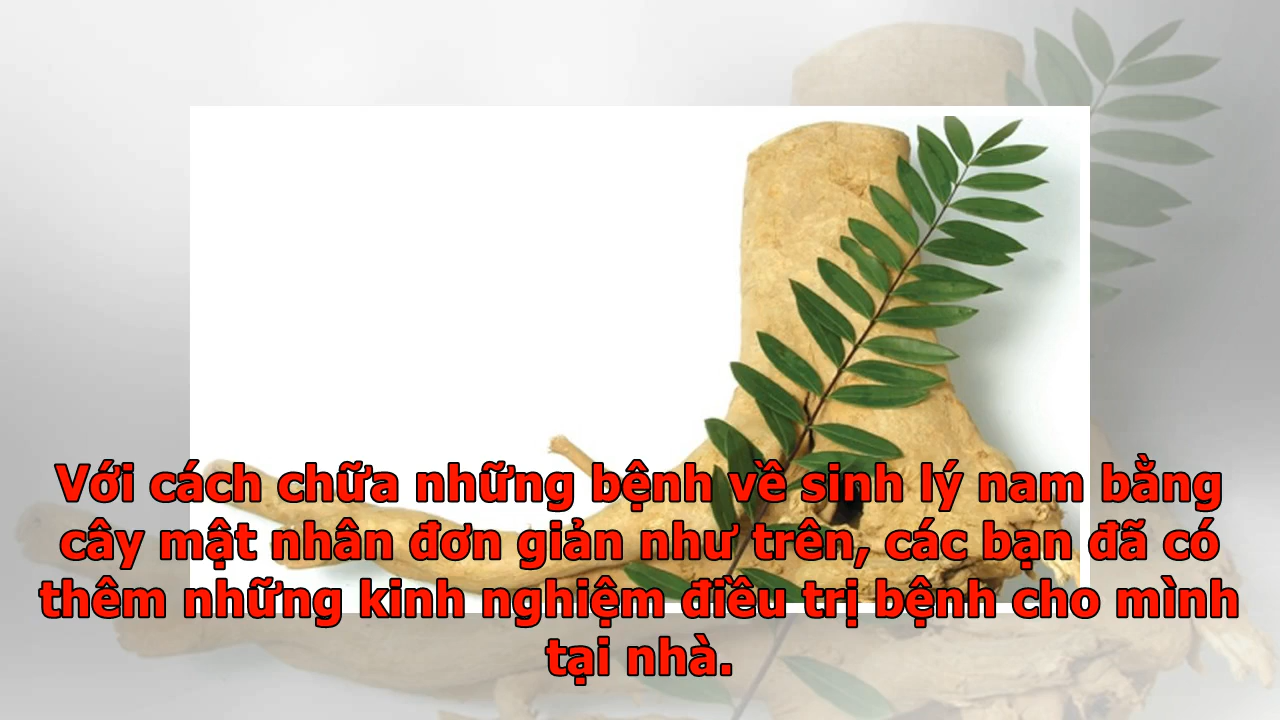 Với cách chữa những bệnh về sinh lý nam bằng
cây mật nhân đơn giản như trên, các bạn đã có
thêm những kinh nghiệm điều trị bệnh cho mình
tại nhà.